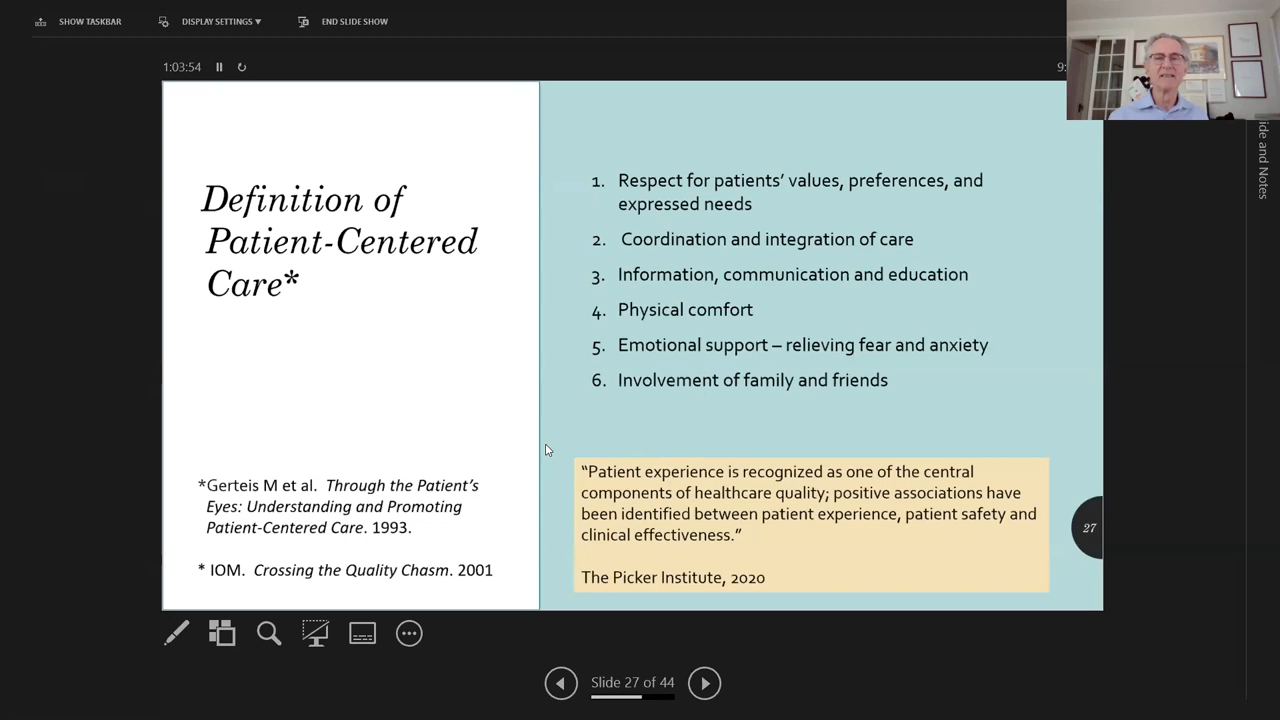 SHOW TASKBAR
DISPLAY SETTINGS ▼
END SLIDE SHOW
1:03:54
9:
Definition of
Patient-Centered
Care*
*Gerteis M et al. Through the Patient's
Eyes: Understanding and Promoting
Patient-Centered Care. 1993.
* IOM. Crossing the Quality Chasm. 2001
1. Respect for patients' values, preferences, and
expressed needs
2. Coordination and integration of care
3. Information, communication and education
4. Physical comfort
5. Emotional support – relieving fear and anxiety
6. Involvement of family and friends
"Patient experience is recognized as one of the central
components of healthcare quality; positive associations have
been identified between patient experience, patient safety and
clinical effectiveness."
The Picker Institute, 2020
27
ide and Notes
Slide 27 of 44